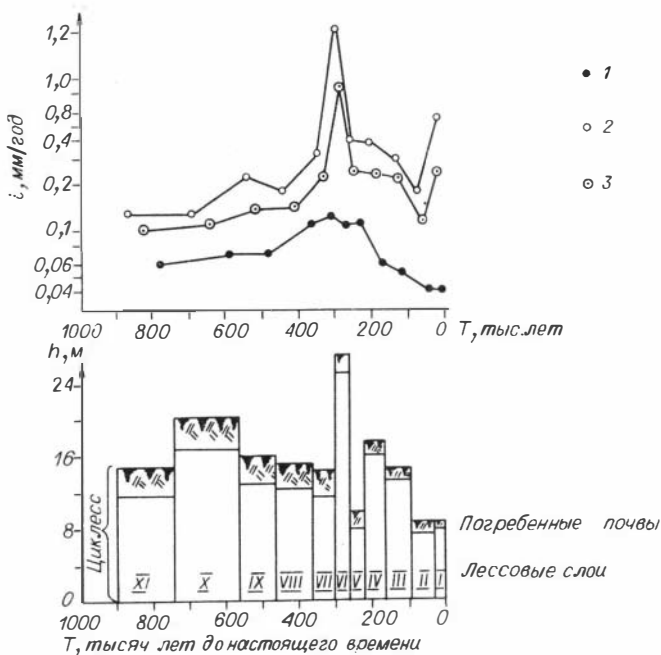 1,2
1,0
0,8
0,4
0,2
0,1
0,06
0,04
i, мм/год
1
2
3
1000 800 600 400 200 0 T, тыс. лет
h, м
24
16
8
0
Циклесс
XI X IX VIII VII VI V IV III II I
Погребенные почвы
Лессовые слои
1000 800 600 400 200 0
T, тысяч лет до настоящего времени